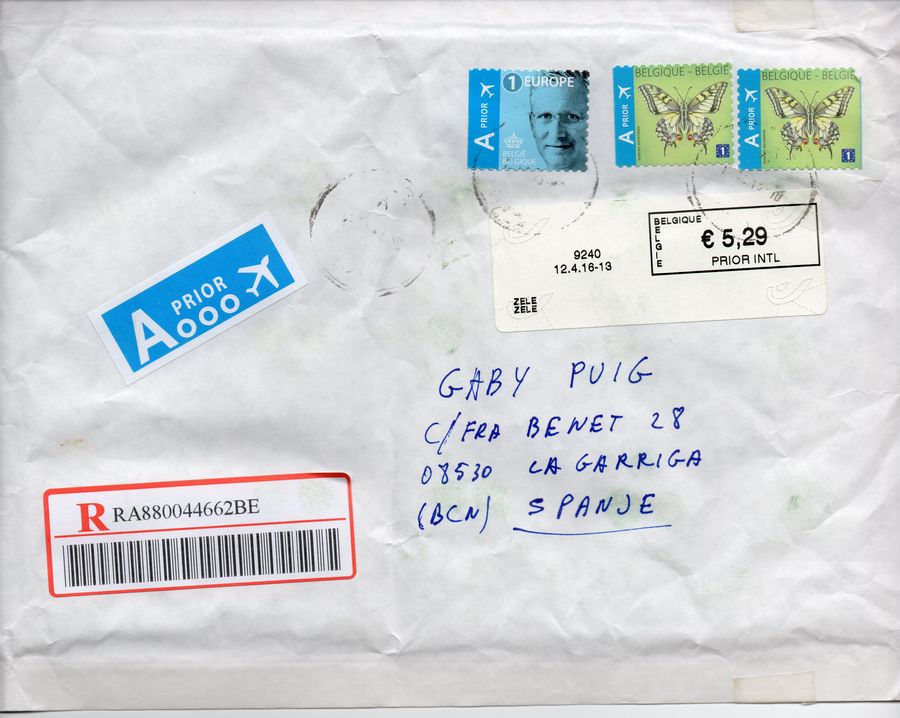 1 EUROPE
A PRIOR
BELGIË
BELGIQUE
BELGIQUE - BELGIË
A PRIOR
1
BELGIQUE - BELGIË
A PRIOR
1
BELGIQUE
BELGIE
€ 5,29
PRIOR INTL
9240
12.4.16-13
ZELE
ZELE
A PRIOR
GABY PUIG
C/FRA BENET 28
08530 LA GARRIGA
(BCN) SPANJE
R RA880044662BE